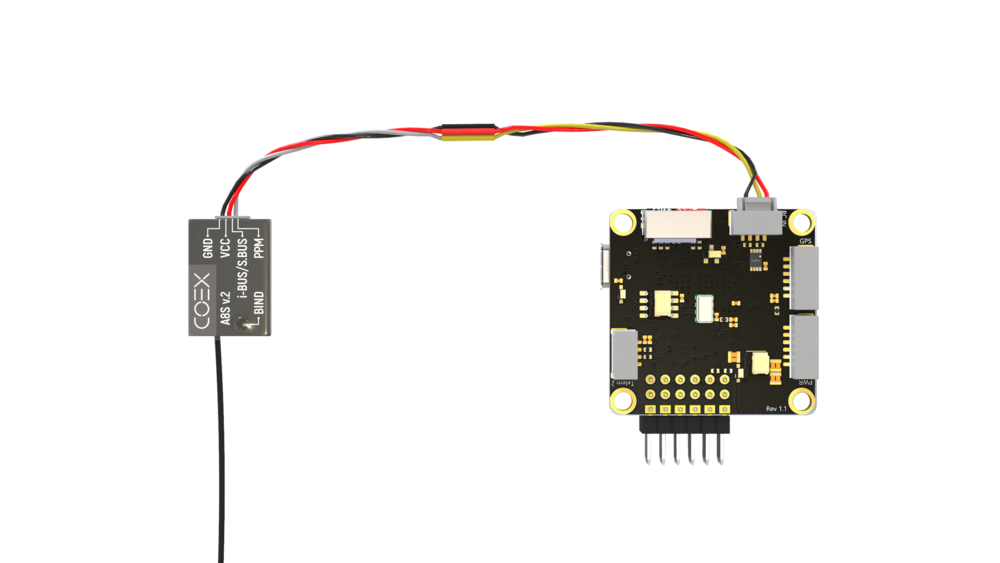 GND
VCC
i-BUS/S.BUS
PPM
COEX
A8S v.2
BIND
GPS
PWR
Telem 2
Rev 1.1